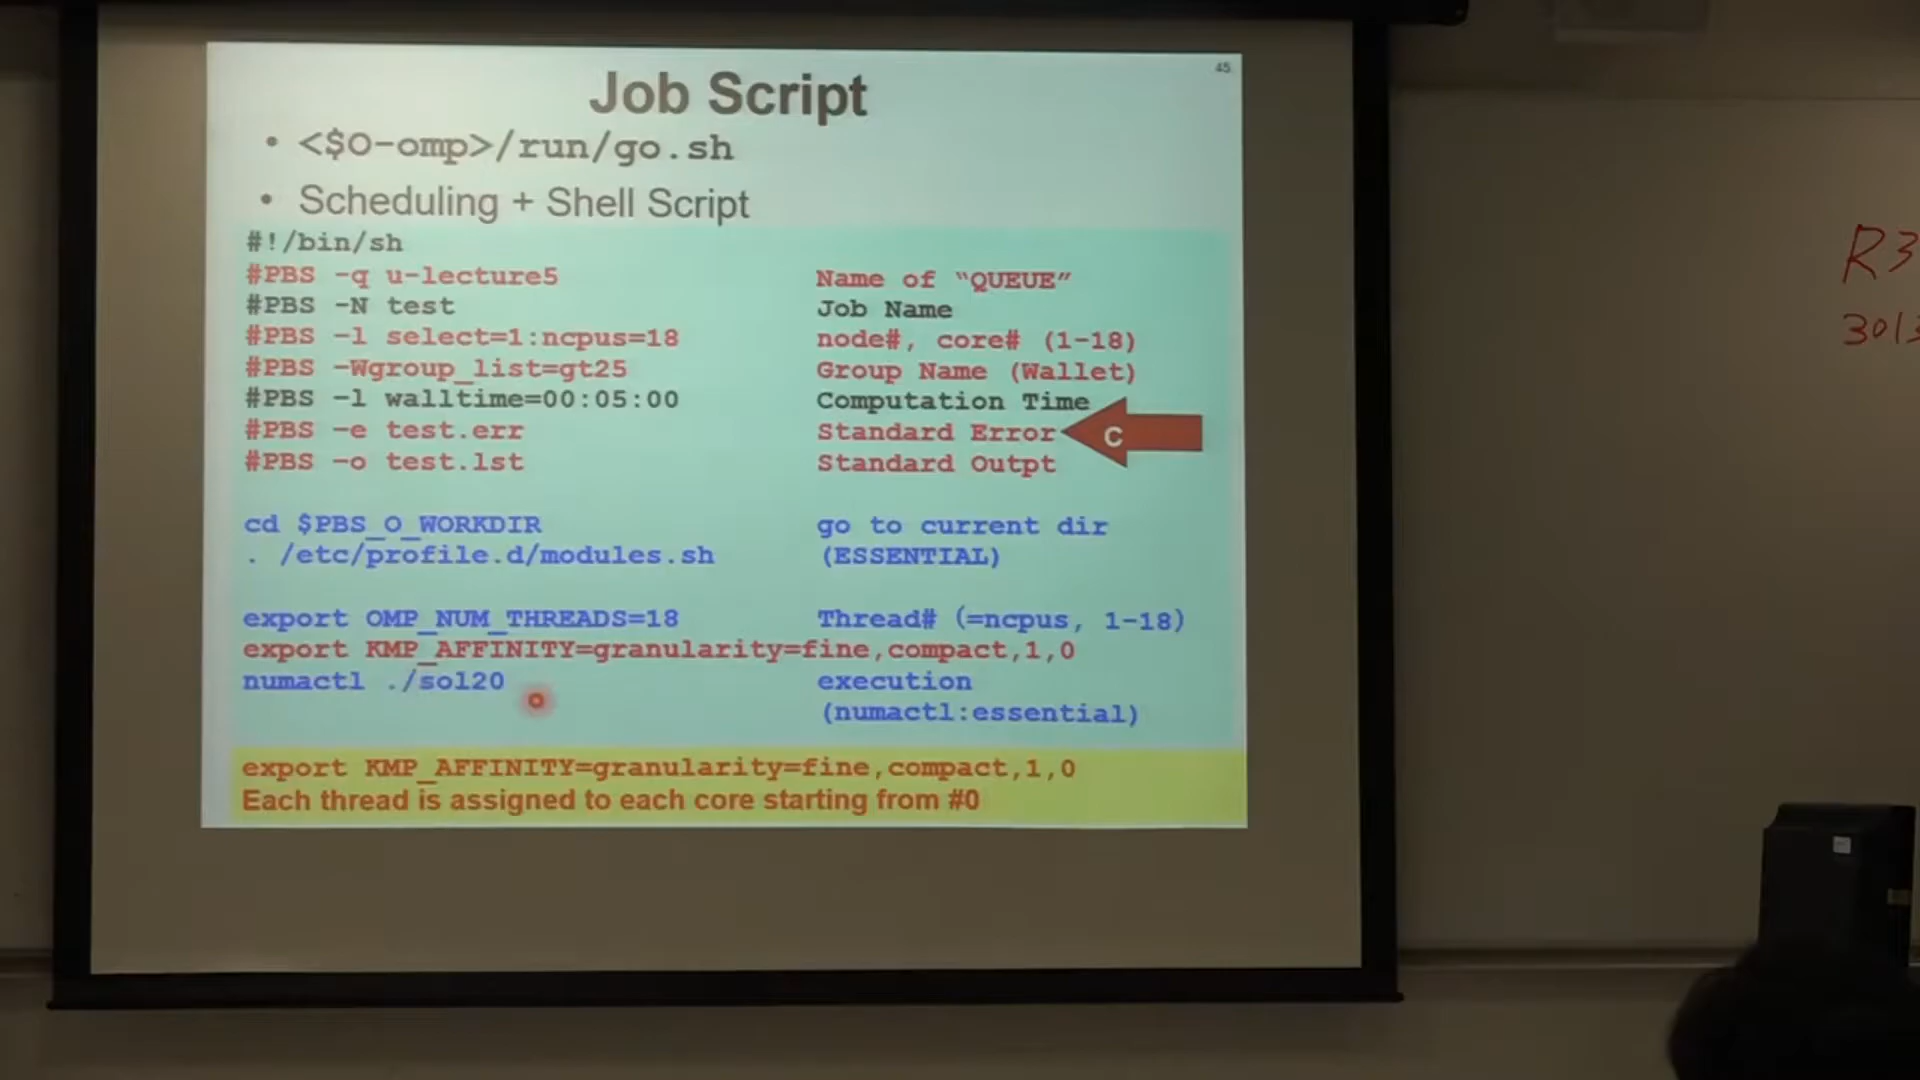 45
Job Script
• <$O-omp>/run/go.sh
• Scheduling + Shell Script
#!/bin/sh
#PBS -q u-lecture5 Name of “QUEUE”
#PBS -N test Job Name
#PBS -l select=1:ncpus=18 node#, core# (1-18)
#PBS -Wgroup_list=gt25 Group Name (Wallet)
#PBS -l walltime=00:05:00 Computation Time
#PBS -e test.err Standard Error C
#PBS -o test.lst Standard Outpt
cd $PBS_O_WORKDIR go to current dir
. /etc/profile.d/modules.sh (ESSENTIAL)
export OMP_NUM_THREADS=18 Thread# (=ncpus, 1-18)
export KMP_AFFINITY=granularity=fine,compact,1,0
numactl ./sol20 execution
(numactl:essential)
export KMP_AFFINITY=granularity=fine,compact,1,0
Each thread is assigned to each core starting from #0
R3